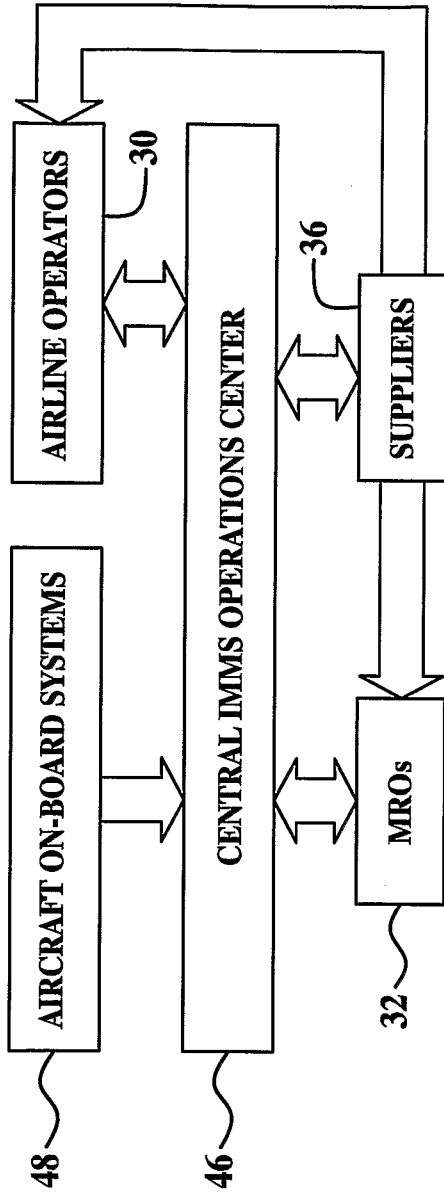 AIRCRAFT ON-BOARD SYSTEMS
48
AIRLINE OPERATORS
30
CENTRAL IMMS OPERATIONS CENTER
46
MROs
32
SUPPLIERS
36